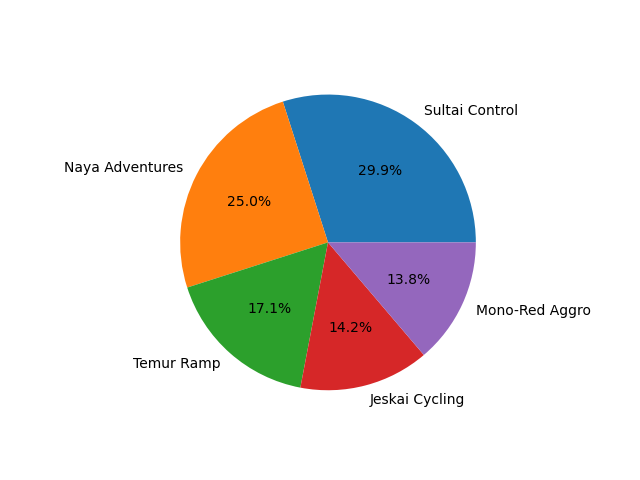 Sultai Control
29.9%
Naya Adventures
25.0%
17.1%
Temur Ramp
14.2%
Jeskai Cycling
13.8%
Mono-Red Aggro